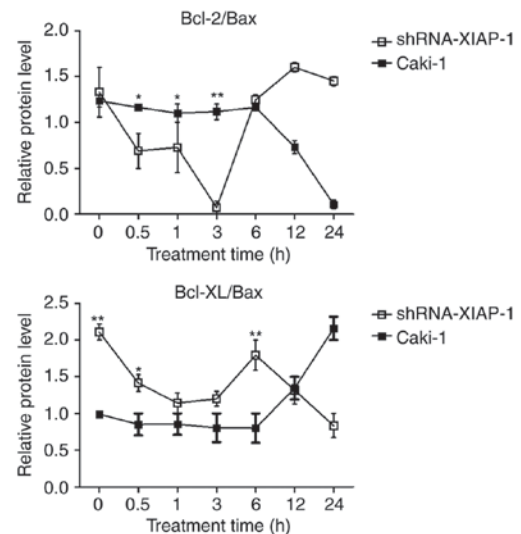 Bcl-2/Bax
Relative protein level
2.0
1.5
1.0
0.5
0.0
* * **
0 0.5 1 3 6 12 24
Treatment time (h)
shRNA-XIAP-1
Caki-1
Bcl-XL/Bax
Relative protein level
2.5
2.0
1.5
1.0
0.5
0.0
** * **
0 0.5 1 3 6 12 24
Treatment time (h)
shRNA-XIAP-1
Caki-1